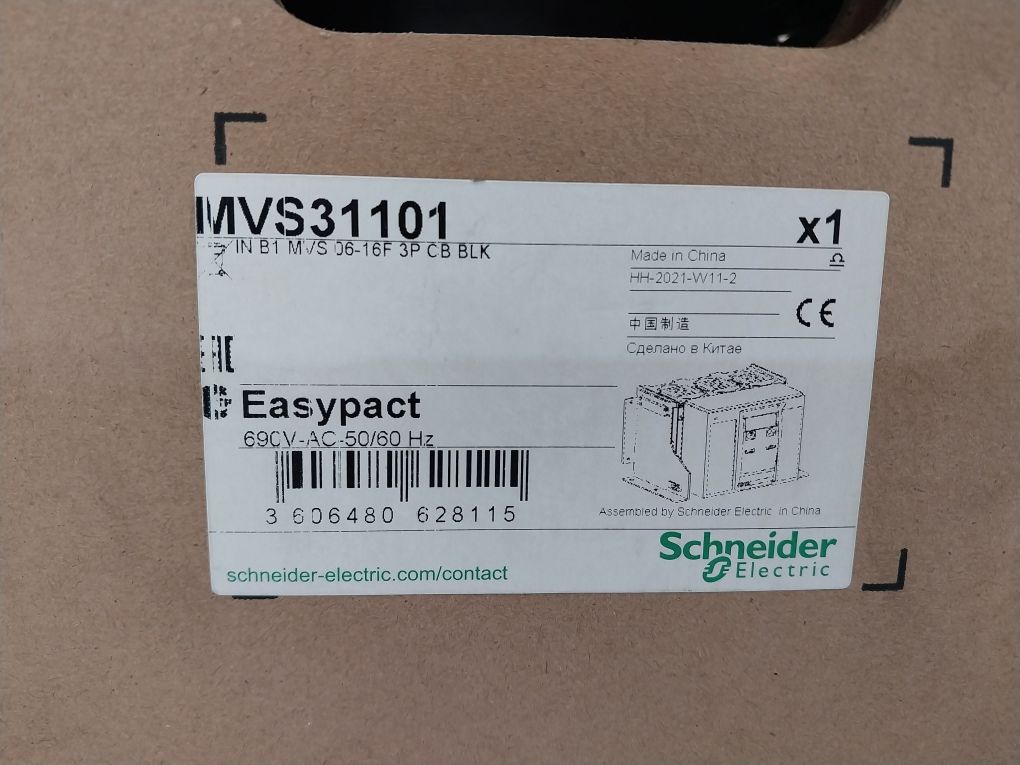 MVS31101
x1
IN B1 MVS 06-16F 3P CB BLK
Made in China
HH-2021-W11-2
CE
中国制造
Сделано в Китае
EAC
Easypact
690V-AC-50/60 Hz
3 606480 628115
Assembled by Schneider Electric in China
schneider-electric.com/contact
Schneider
Electric